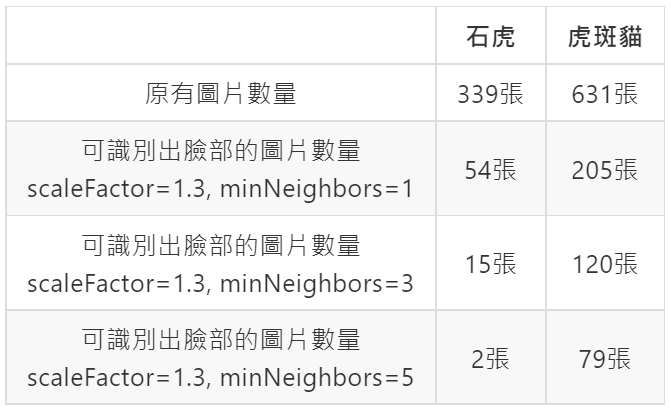 石虎 虎斑貓
原有圖片數量 339張 631張
可識別出臉部的圖片數量
scaleFactor=1.3, minNeighbors=1 54張 205張
可識別出臉部的圖片數量
scaleFactor=1.3, minNeighbors=3 15張 120張
可識別出臉部的圖片數量
scaleFactor=1.3, minNeighbors=5 2張 79張